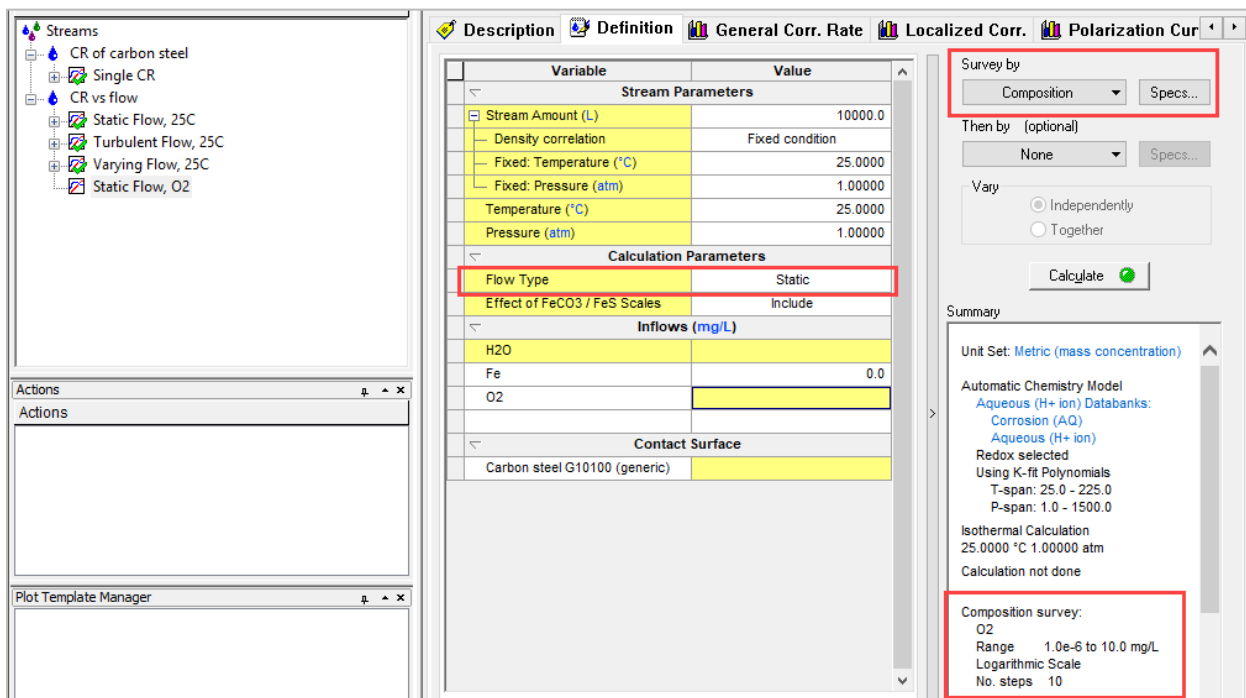 Streams
CR of carbon steel
Single CR
CR vs flow
Static Flow, 25C
Turbulent Flow, 25C
Varying Flow, 25C
Static Flow, O2
Actions
Actions
Plot Template Manager
Description Definition General Corr. Rate Localized Corr. Polarization Cur
Variable Value
Stream Parameters
Stream Amount (L) 10000.0
Density correlation Fixed condition
Fixed: Temperature (°C) 25.0000
Fixed: Pressure (atm) 1.00000
Temperature (°C) 25.0000
Pressure (atm) 1.00000
Calculation Parameters
Flow Type Static
Effect of FeCO3 / FeS Scales Include
Inflows (mg/L)
H2O
Fe 0.0
O2
Contact Surface
Carbon steel G10100 (generic)
Survey by
Composition Specs...
Then by (optional)
None Specs...
Vary
Independently
Together
Calculate
Summary
Unit Set: Metric (mass concentration)
Automatic Chemistry Model
Aqueous (H+ ion) Databanks:
Corrosion (AQ)
Aqueous (H+ ion)
Redox selected
Using K-fit Polynomials
T-span: 25.0 - 225.0
P-span: 1.0 - 1500.0
Isothermal Calculation
25.0000 °C 1.00000 atm
Calculation not done
Composition survey:
O2
Range 1.0e-6 to 10.0 mg/L
Logarithmic Scale
No. steps 10